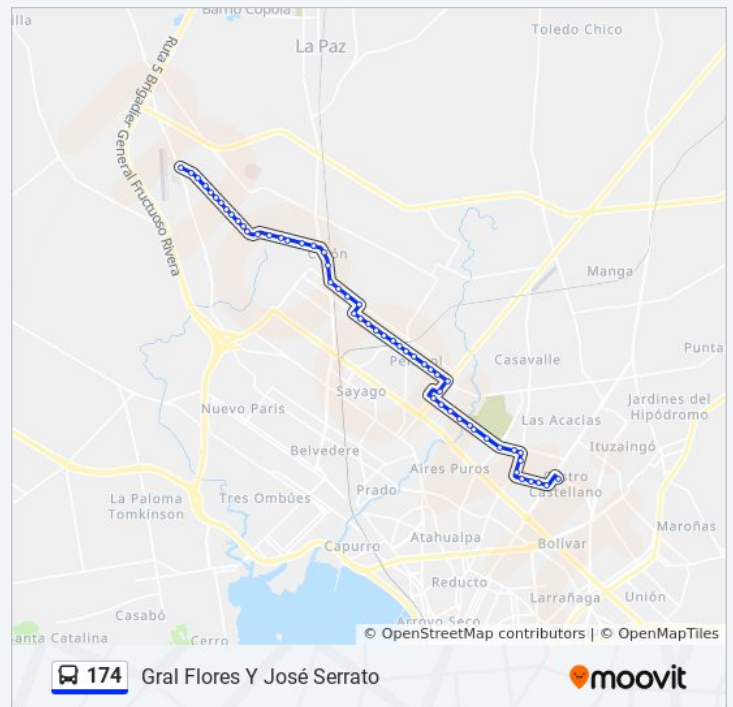 Barrio Copola
Toledo Chico
La Paz
Ruta 5 Brigadier General Fructuoso Rivera
Colón
Manga
Punta
Casavalle
Peñarol
Sayago
Jardines del
Hipódromo
Nuevo Paris
Las Acacias
Ituzaingó
Belvedere
Aires Puros
Castro
Castellano
Prado
La Paloma
Tomkinson
Tres Ombúes
Maroñas
Atahualpa
Capurro
Bolívar
Reducto
Larrañaga
Unión
Casabó
Arroyo Seco
Santa Catalina
Cerro
© OpenStreetMap contributors | © OpenMapTiles
174 Gral Flores Y José Serrato
moovit